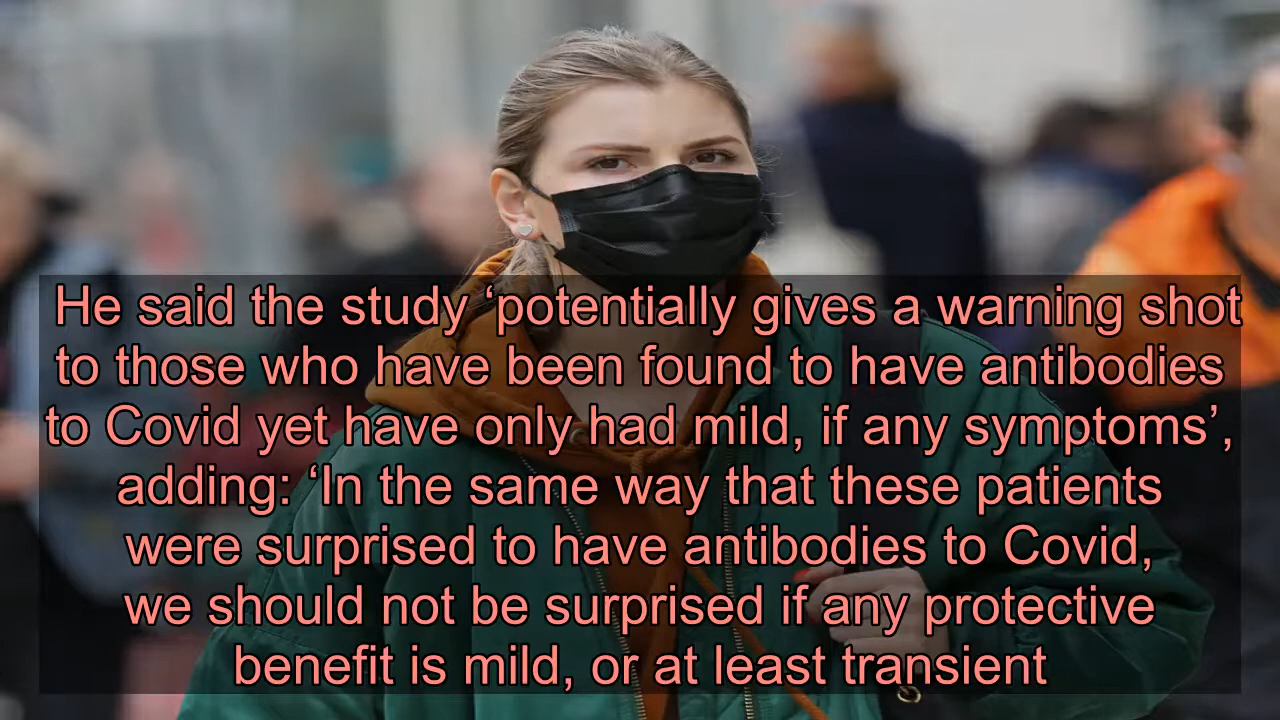 He said the study ‘potentially gives a warning shot
to those who have been found to have antibodies
to Covid yet have only had mild, if any symptoms’,
adding: ‘In the same way that these patients
were surprised to have antibodies to Covid,
we should not be surprised if any protective
benefit is mild, or at least transient